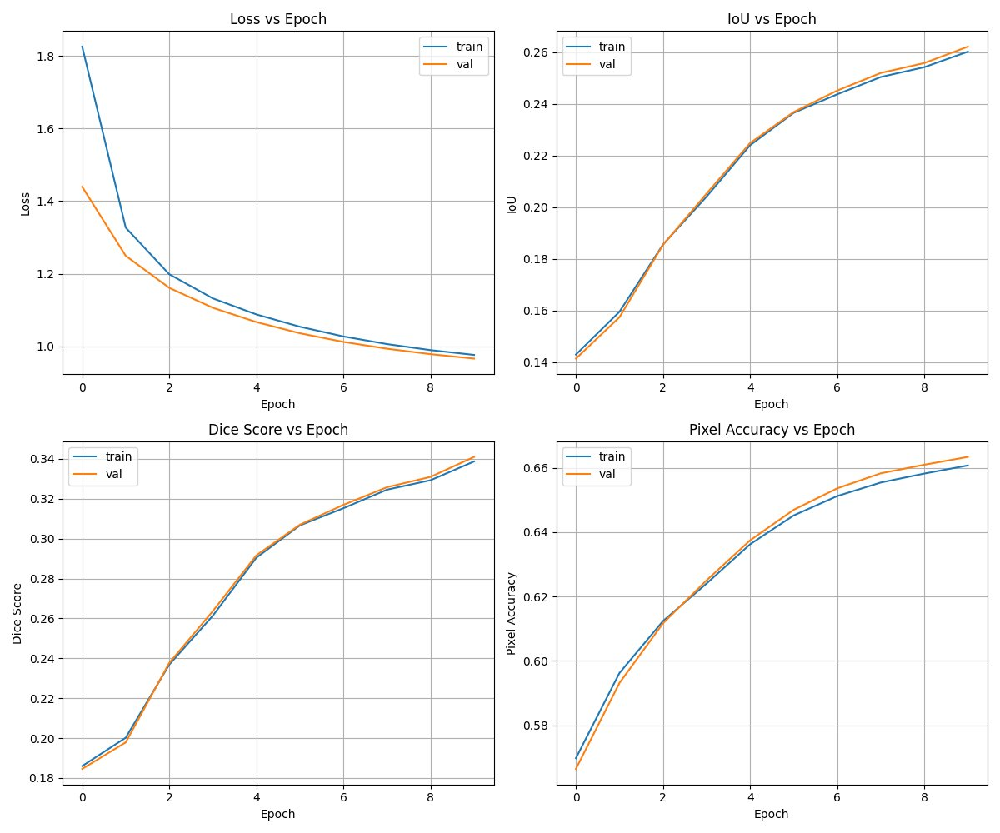 Loss vs Epoch
train
val
1.8
1.6
1.4
1.2
1.0
Loss
0 2 4 6 8
Epoch
IoU vs Epoch
train
val
0.26
0.24
0.22
0.20
0.18
0.16
0.14
IoU
0 2 4 6 8
Epoch
Dice Score vs Epoch
train
val
0.34
0.32
0.30
0.28
0.26
0.24
0.22
0.20
0.18
Dice Score
0 2 4 6 8
Epoch
Pixel Accuracy vs Epoch
train
val
0.66
0.64
0.62
0.60
0.58
Pixel Accuracy
0 2 4 6 8
Epoch